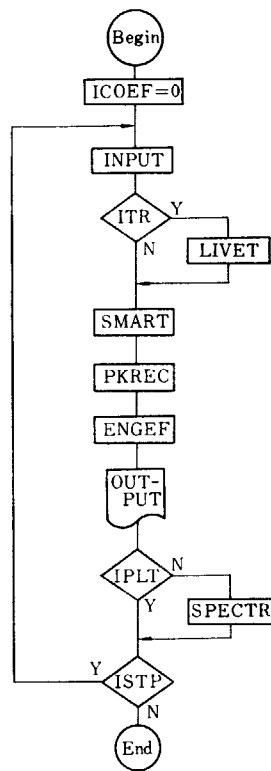 Begin
ICOEF=0
INPUT
ITR
Y
N
LIVET
SMART
PKREC
ENGEF
OUT-
PUT
IPLT
N
Y
SPECTR
Y
ISTP
N
End